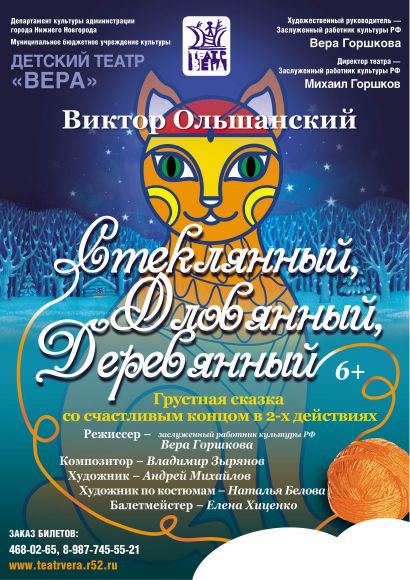 Департамент культуры администрации
города Нижнего Новгорода
Муниципальное бюджетное учреждение культуры
ДЕТСКИЙ ТЕАТР
«ВЕРА»
ТЕАТР
ВЕРА
Художественный руководитель —
Заслуженный работник культуры РФ
Вера Горшкова
Директор театра —
Заслуженный работник культуры РФ
Михаил Горшков
Виктор Ольшанский
Стеклянный,
Оловянный,
Деревянный
6+
Грустная сказка
со счастливым концом в 2-х действиях
Режиссер – заслуженный работник культуры РФ
Вера Горшкова
Композитор – Владимир Зырянов
Художник – Андрей Михайлов
Художник по костюмам – Наталья Белова
Балетмейстер – Елена Хиценко
ЗАКАЗ БИЛЕТОВ:
468-02-65, 8-987-745-55-21
www.teatrvera.r52.ru